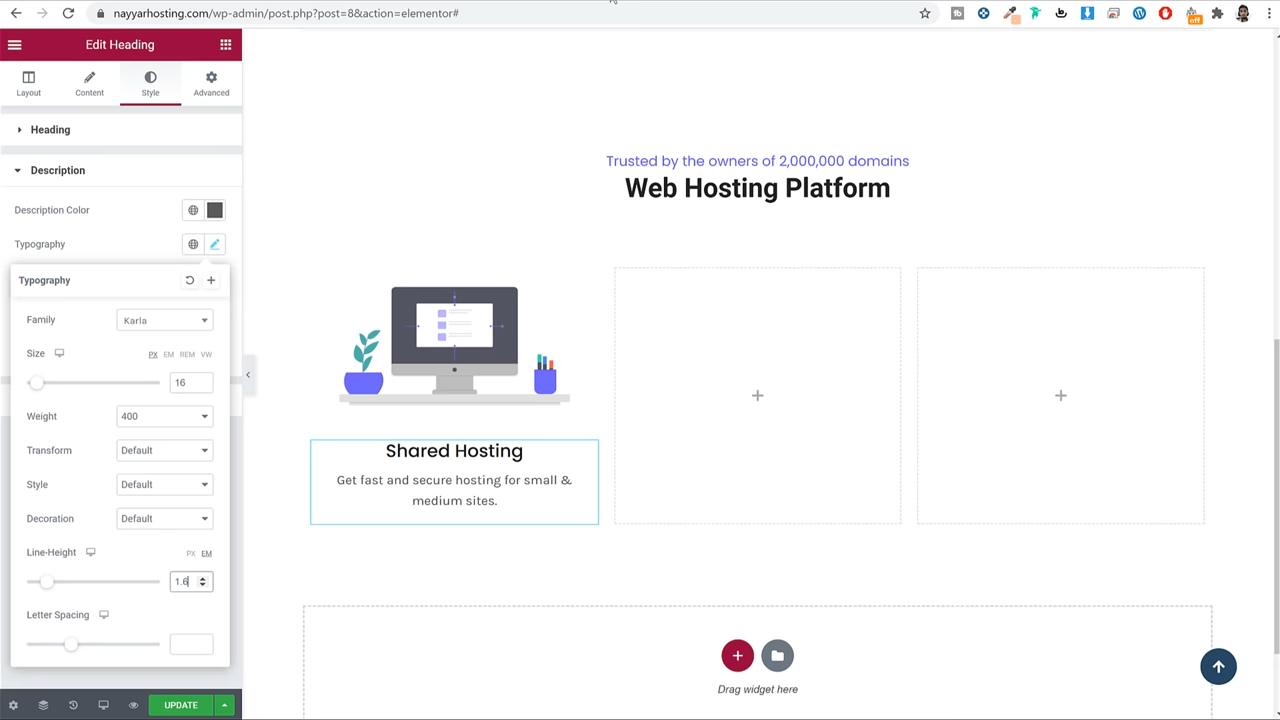 nayyarhosting.com/wp-admin/post.php?post=8&action=elementor#
off
Edit Heading
Layout
Content
Style
Advanced
Heading
Description
Description Color
Typography
Typography
Family
Karla
Size
PX EM REM VW
16
Weight
400
Transform
Default
Style
Default
Decoration
Default
Line-Height
PX EM
1.6
Letter Spacing
UPDATE
Trusted by the owners of 2,000,000 domains
Web Hosting Platform
Shared Hosting
Get fast and secure hosting for small &
medium sites.
Drag widget here